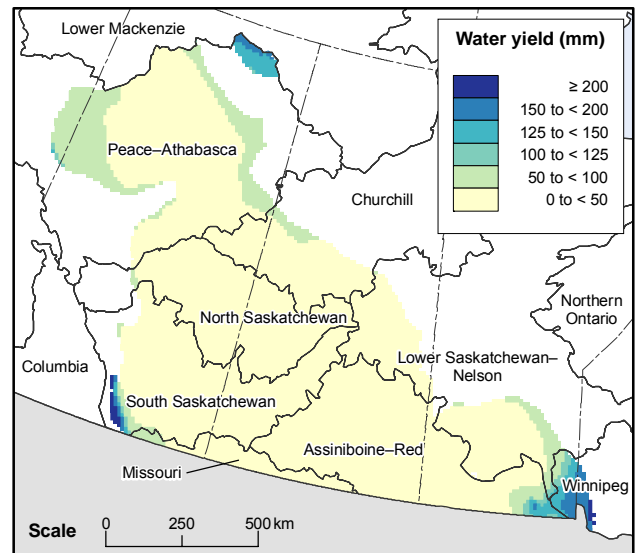 Lower Mackenzie
Water yield (mm)
≥ 200
150 to < 200
125 to < 150
100 to < 125
50 to < 100
0 to < 50
Peace–Athabasca
Churchill
Northern
Ontario
North Saskatchewan
Columbia
Lower Saskatchewan–
Nelson
South Saskatchewan
Assiniboine–Red
Missouri
Winnipeg
Scale
0 250 500 km